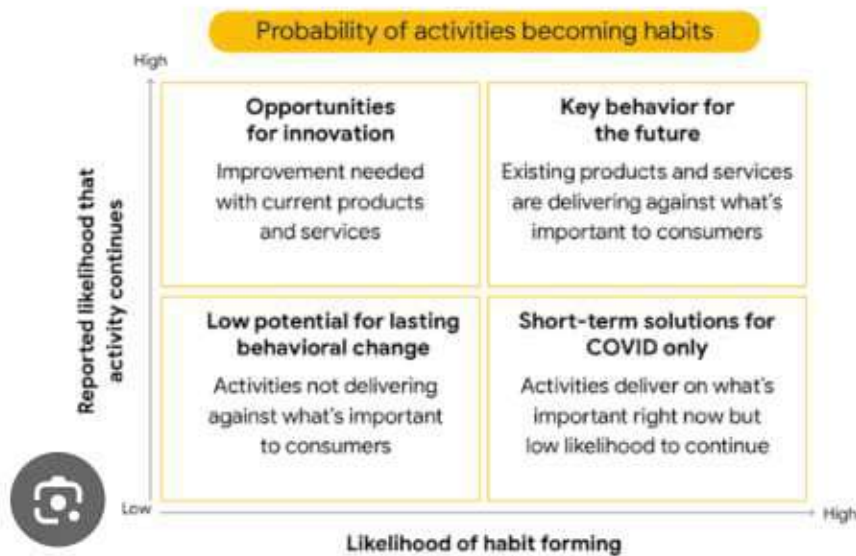 Probability of activities becoming habits
High
Opportunities
for innovation
Improvement needed
with current products
and services
Key behavior for
the future
Existing products and services
are delivering against what's
important to consumers
Reported likelihood that
activity continues
Low potential for lasting
behavioral change
Activities not delivering
against what's important
to consumers
Short-term solutions for
COVID only
Activities deliver on what's
important right now but
low likelihood to continue
Low
High
Likelihood of habit forming